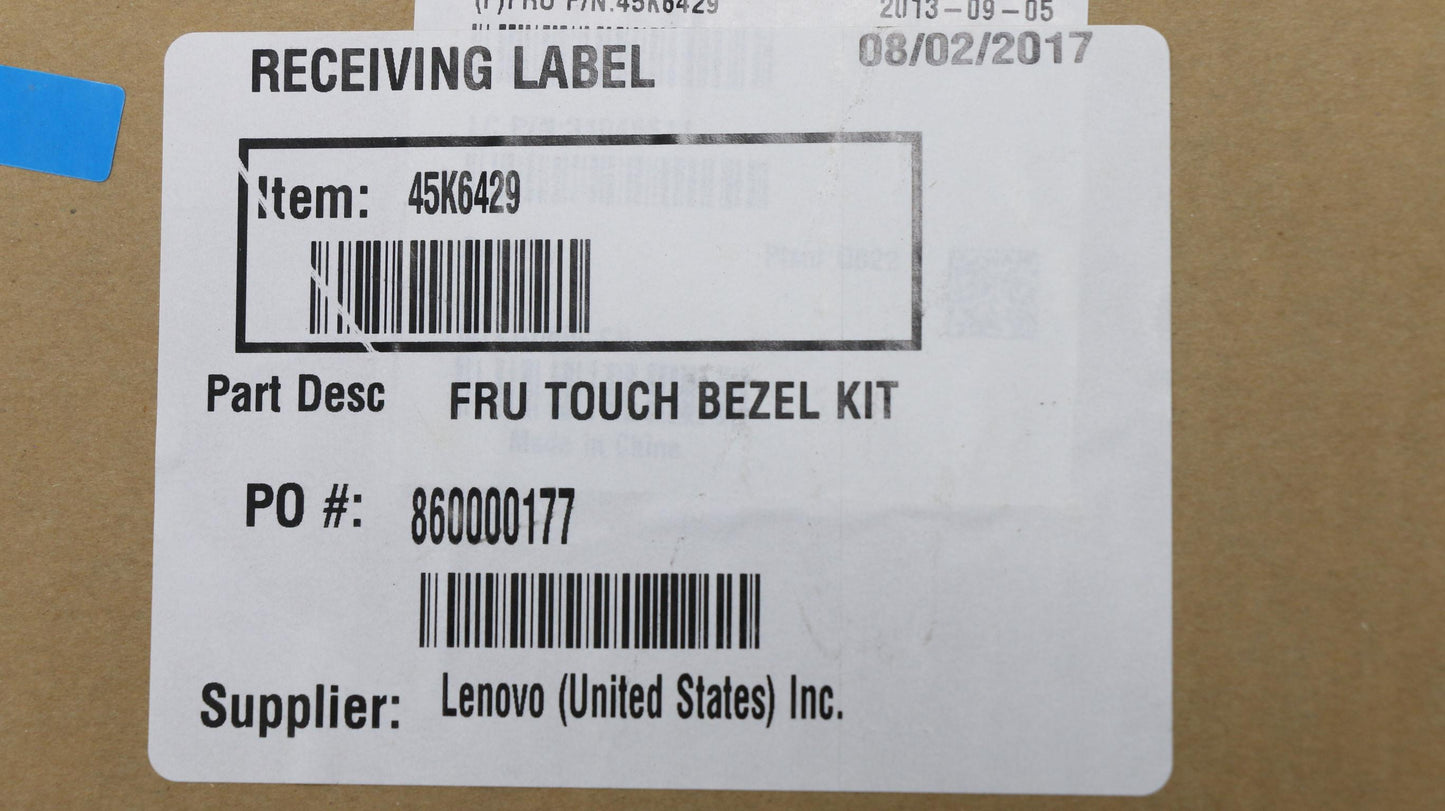 (P)FRU P/N:45K6429 2013-09-05
RECEIVING LABEL 08/02/2017
Item: 45K6429
Plant
Part Desc FRU TOUCH BEZEL KIT
Made in China
PO #: 860000177
Supplier: Lenovo (United States) Inc.